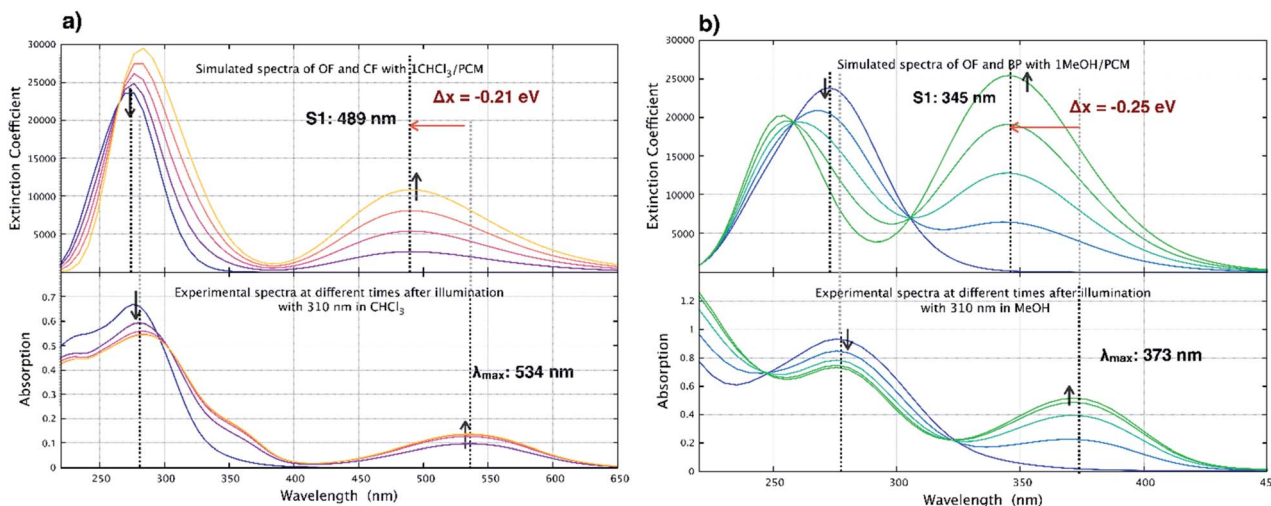 a)
30000
25000
20000
15000
10000
5000
Extinction Coefficient
Simulated spectra of OF and CF with 1CHCl₃/PCM
Δx = -0.21 eV
S1: 489 nm
0.7
0.6
0.5
0.4
0.3
0.2
0.1
0
Absorption
Experimental spectra at different times after illumination
with 310 nm in CHCl₃
λmax: 534 nm
250 300 350 400 450 500 550 600 650
Wavelength (nm)
b)
30000
25000
20000
15000
10000
5000
Extinction Coefficient
Simulated spectra of OF and BP with 1MeOH/PCM
S1: 345 nm
Δx = -0.25 eV
1.2
1
0.8
0.6
0.4
0.2
0
Absorption
Experimental spectra at different times after illumination
with 310 nm in MeOH
λmax: 373 nm
250 300 350 400 45
Wavelength (nm)